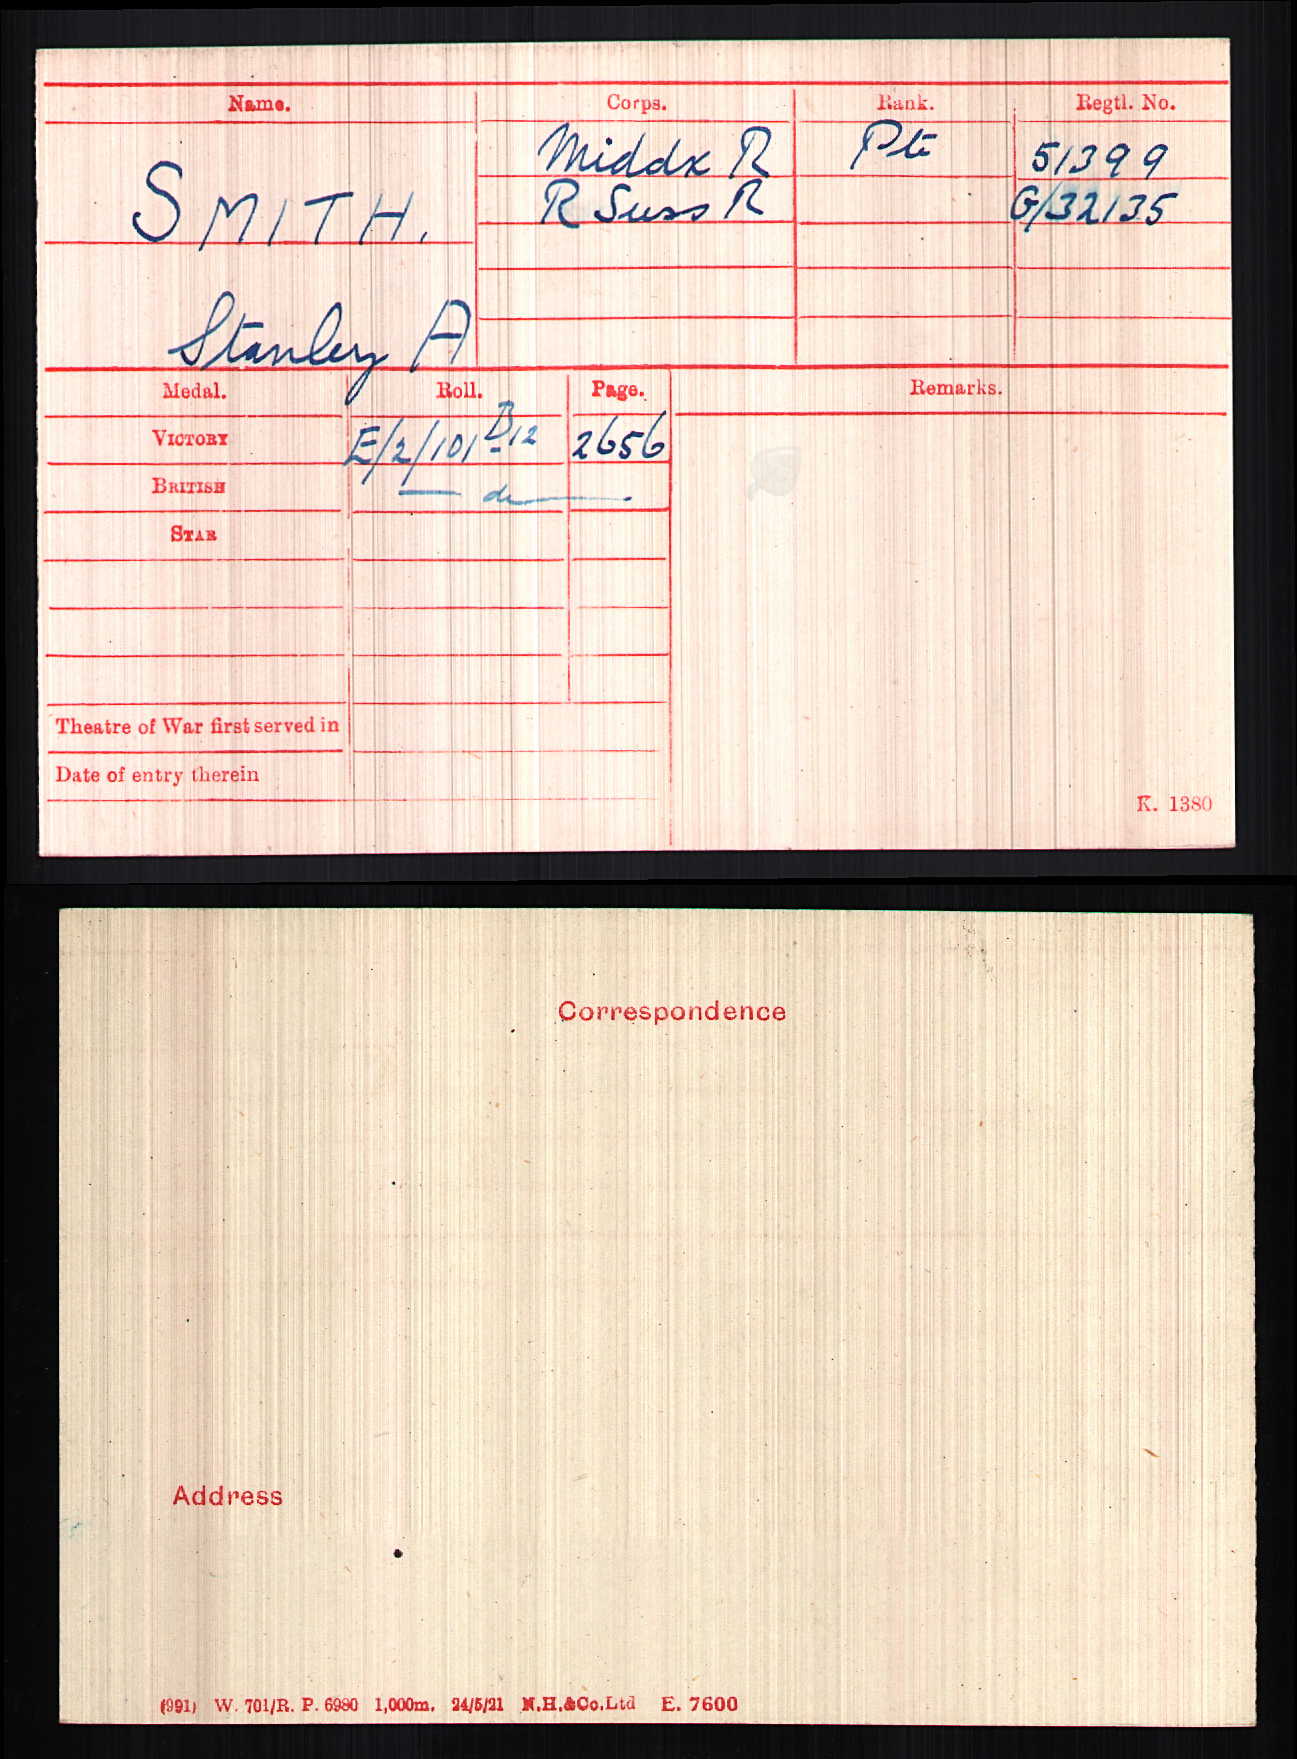 Name. Corps. Rank. Regtl. No.
SMITH. Middx R Pte 51399
R Suss R G/32135
Stanley A
Medal. Roll. Page. Remarks.
VICTORY E/2/101 B12 2656
BRITISH — do —
STAR
Theatre of War first served in
Date of entry therein
K. 1380
Correspondence
Address
(991) W. 701/R. P. 6980 1,000m. 24/5/21 N.H.&Co.Ltd E. 7600